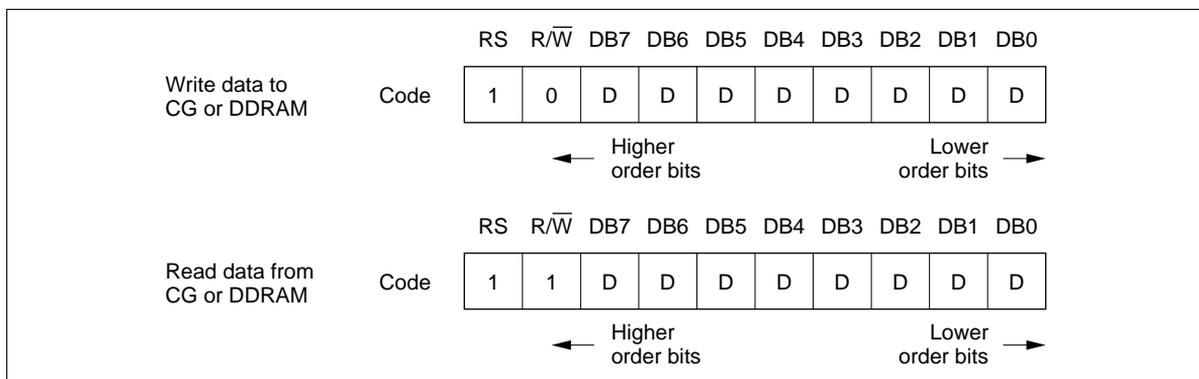 RS R/W̅ DB7 DB6 DB5 DB4 DB3 DB2 DB1 DB0
Write data to
CG or DDRAM
Code 1 0 D D D D D D D D
Higher
order bits
Lower
order bits
RS R/W̅ DB7 DB6 DB5 DB4 DB3 DB2 DB1 DB0
Read data from
CG or DDRAM
Code 1 1 D D D D D D D D
Higher
order bits
Lower
order bits